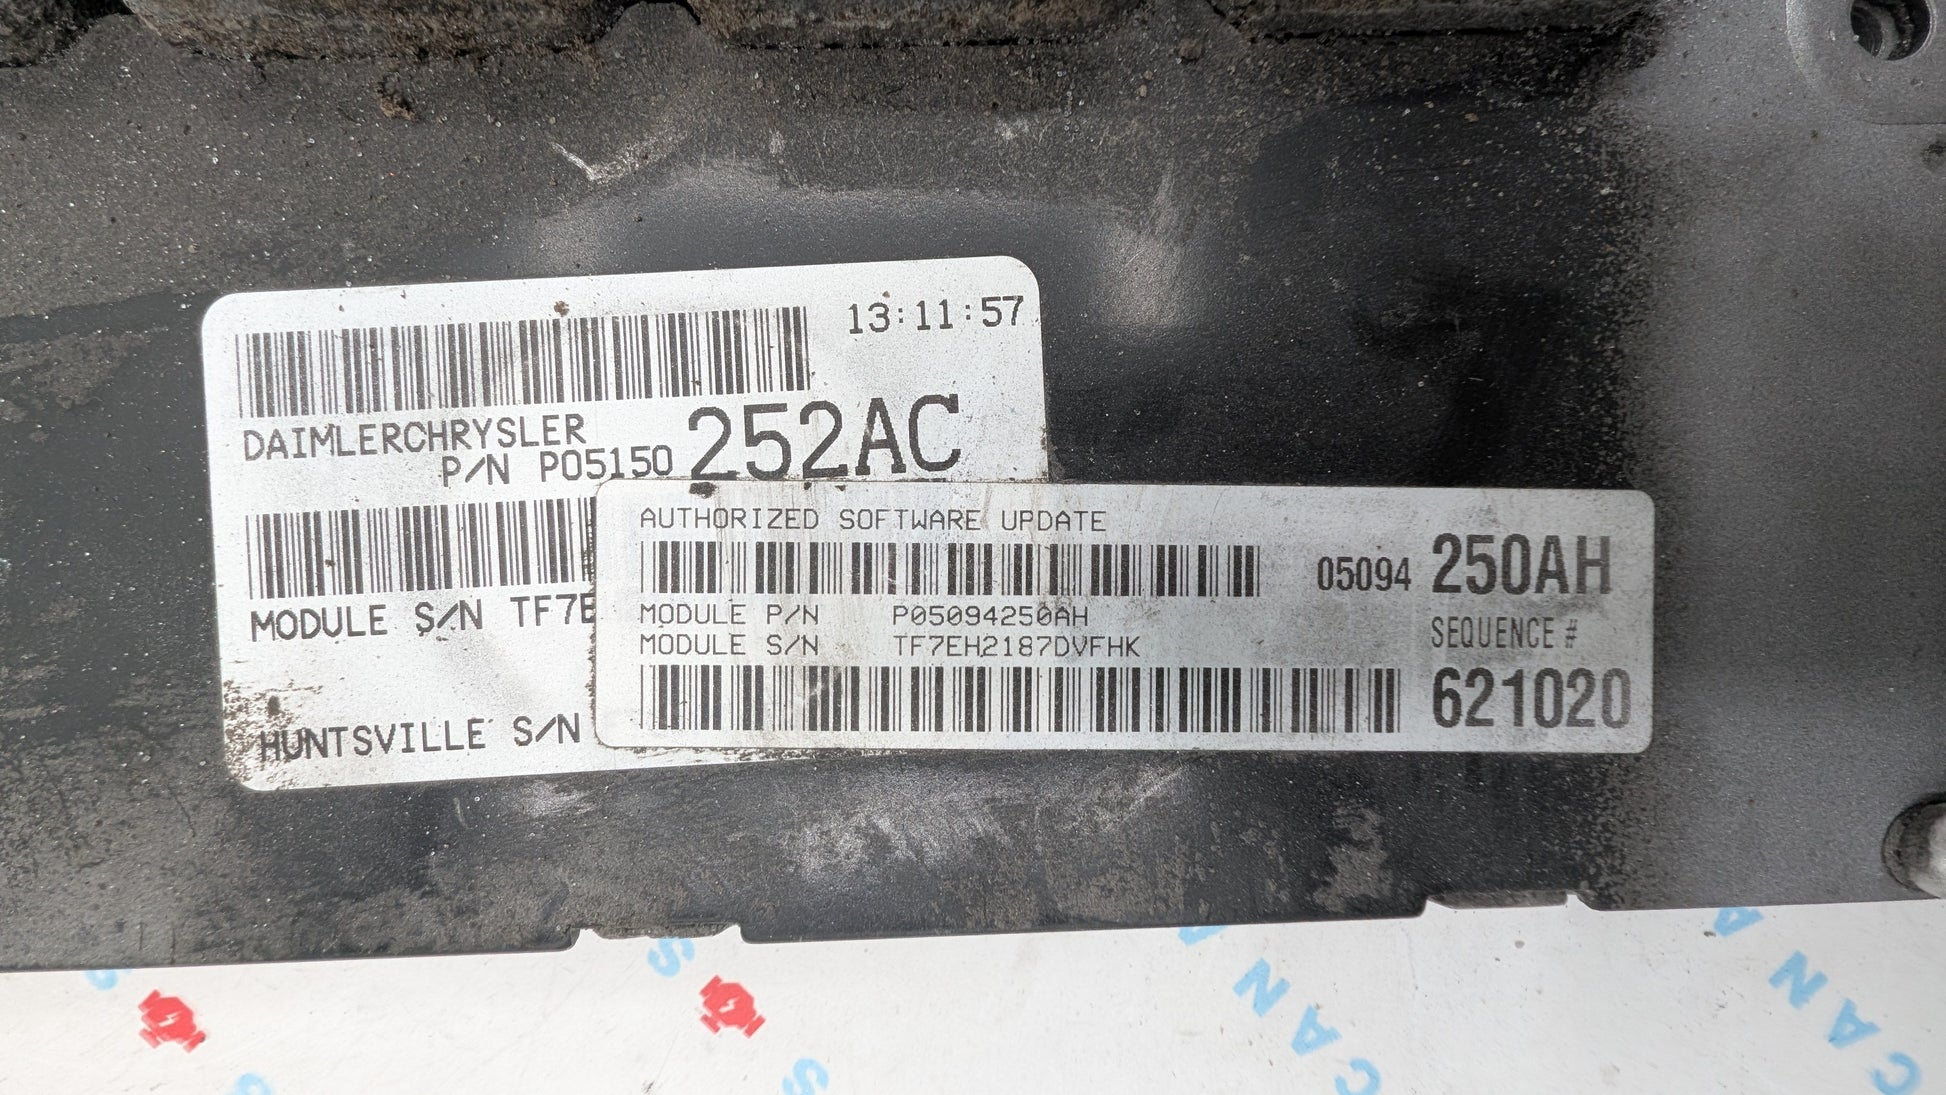 13:11:57
DAIMLERCHRYSLER
P/N P05150 252AC
MODULE S/N TF7E
HUNTSVILLE S/N
AUTHORIZED SOFTWARE UPDATE
05094 250AH
MODULE P/N P05094250AH
MODULE S/N TF7EH2187DVFHK
SEQUENCE #
621020